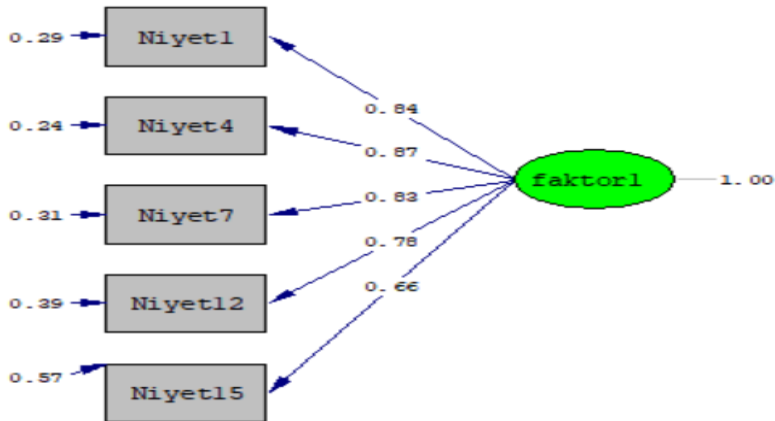 0.29 Niyet1
0.84
0.24 Niyet4
0.87
faktor1 1.00
0.31 Niyet7
0.83
0.78
0.39 Niyet12
0.66
0.57 Niyet15